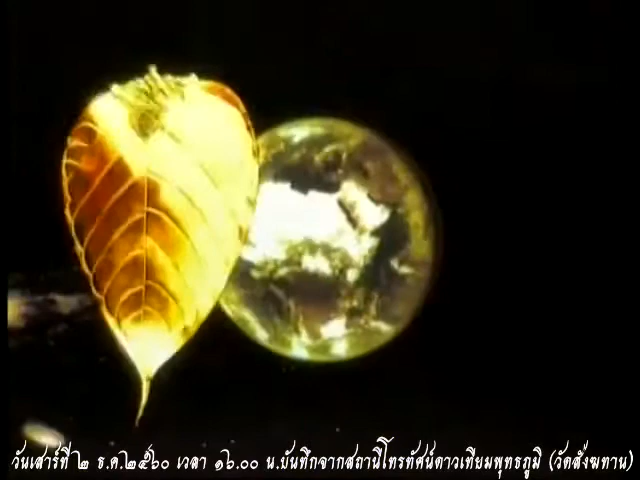 วันเสาร์ที่ ๒ ธ.ค.๒๕๖๐ เวลา ๑๖.๐๐ น.บันทึกจากสถานีโทรทัศน์ดาวเทียมพุทธภูมิ (วัดสังฆทาน)